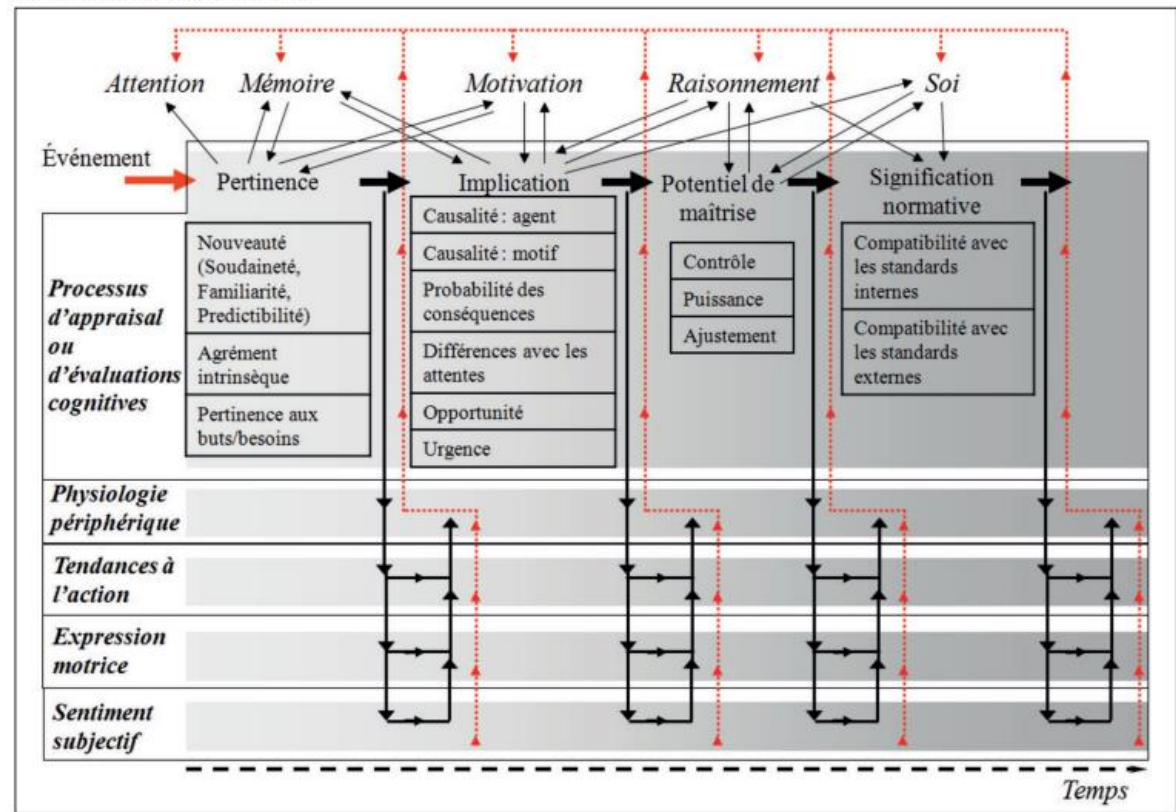 Attention
Mémoire
Motivation
Raisonnement
Soi
Événement
Pertinence
Implication
Potentiel de
maîtrise
Signification
normative
Processus
d'appraisal
ou
d'évaluations
cognitives
Nouveauté
(Soudaineté,
Familiarité,
Predictibilité)
Agrément
intrinsèque
Pertinence aux
buts/besoins
Causalité : agent
Causalité : motif
Probabilité des
conséquences
Différences avec les
attentes
Opportunité
Urgence
Contrôle
Puissance
Ajustement
Compatibilité avec
les standards
internes
Compatibilité avec
les standards
externes
Physiologie
périphérique
Tendances à
l'action
Expression
motrice
Sentiment
subjectif
Temps